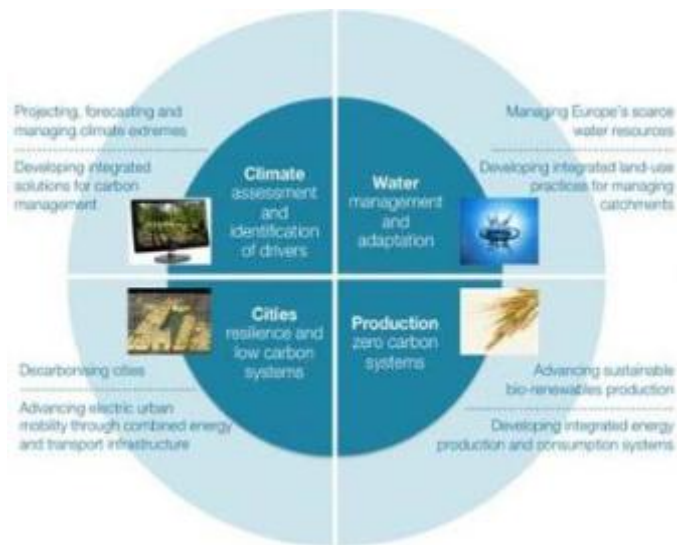 Projecting, forecasting and
managing climate extremes
Developing integrated
solutions for carbon
management
Climate
assessment
and
identification
of drivers
Water
management
and
adaptation
Managing Europe's scarce
water resources
Developing integrated land-use
practices for managing
catchments
Cities
resilience and
low carbon
systems
Production
zero carbon
systems
Decarbonising cities
Advancing electric urban
mobility through combined energy
and transport infrastructure
Advancing sustainable
bio-renewables production
Developing integrated energy
production and consumption systems